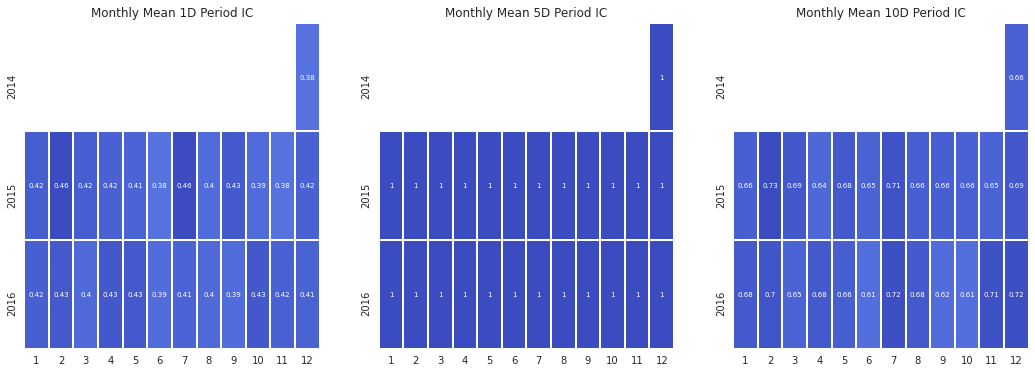 Monthly Mean 1D Period IC
2014
0.38
2015
0.42 0.46 0.42 0.42 0.41 0.38 0.46 0.4 0.43 0.39 0.38 0.42
2016
0.42 0.43 0.4 0.43 0.43 0.39 0.41 0.4 0.39 0.43 0.42 0.41
1 2 3 4 5 6 7 8 9 10 11 12
Monthly Mean 5D Period IC
2014
1
2015
1 1 1 1 1 1 1 1 1 1 1 1
2016
1 1 1 1 1 1 1 1 1 1 1 1
1 2 3 4 5 6 7 8 9 10 11 12
Monthly Mean 10D Period IC
2014
0.66
2015
0.66 0.73 0.69 0.64 0.68 0.65 0.71 0.66 0.66 0.66 0.65 0.69
2016
0.68 0.7 0.65 0.68 0.66 0.61 0.72 0.68 0.62 0.61 0.71 0.72
1 2 3 4 5 6 7 8 9 10 11 12